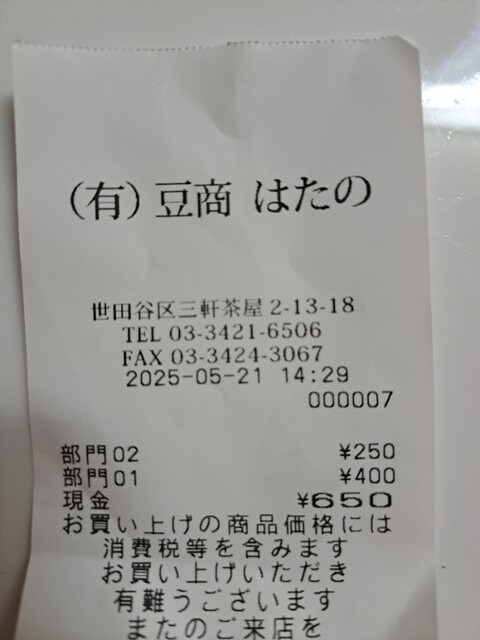 (有)豆商 はたの
世田谷区三軒茶屋 2-13-18
TEL 03-3421-6506
FAX 03-3424-3067
2025-05-21 14:29
000007
部門02 ¥250
部門01 ¥400
現金 ¥650
お買い上げの商品価格には
消費税等を含みます
お買い上げいただき
有難うございます
またのご来店を